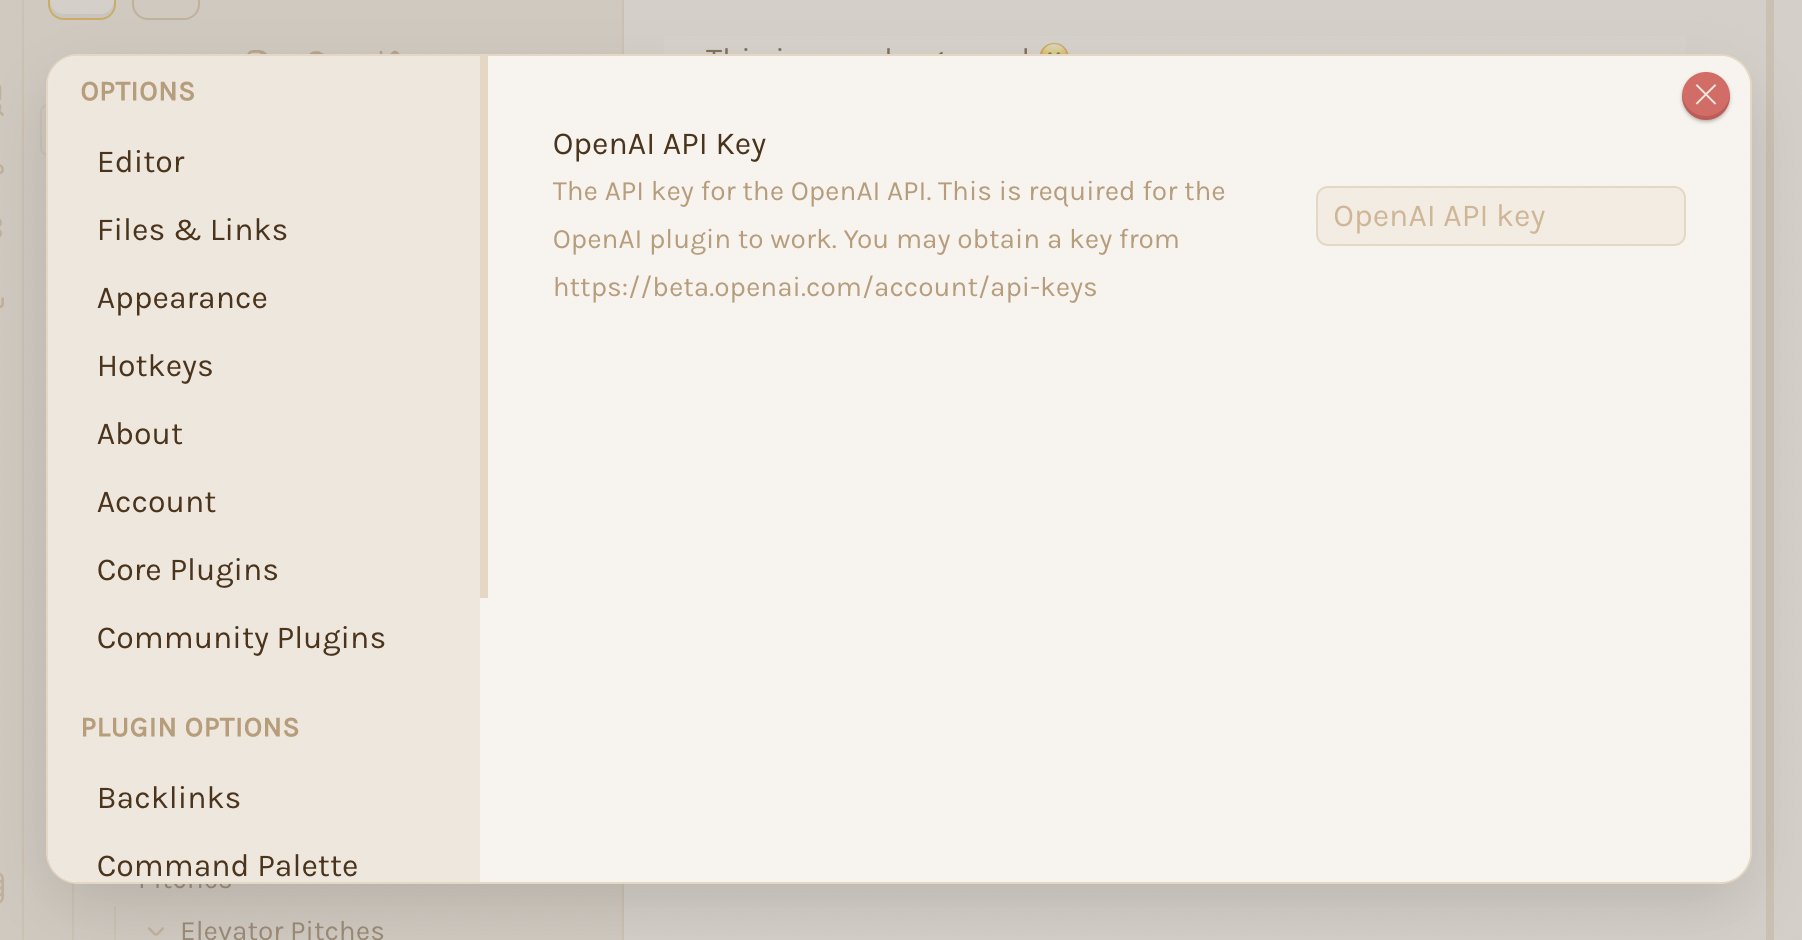 OPTIONS
Editor
Files & Links
Appearance
Hotkeys
About
Account
Core Plugins
Community Plugins
PLUGIN OPTIONS
Backlinks
Command Palette
OpenAI API Key
The API key for the OpenAI API. This is required for the
OpenAI plugin to work. You may obtain a key from
https://beta.openai.com/account/api-keys
OpenAI API key
Elevator Pitches